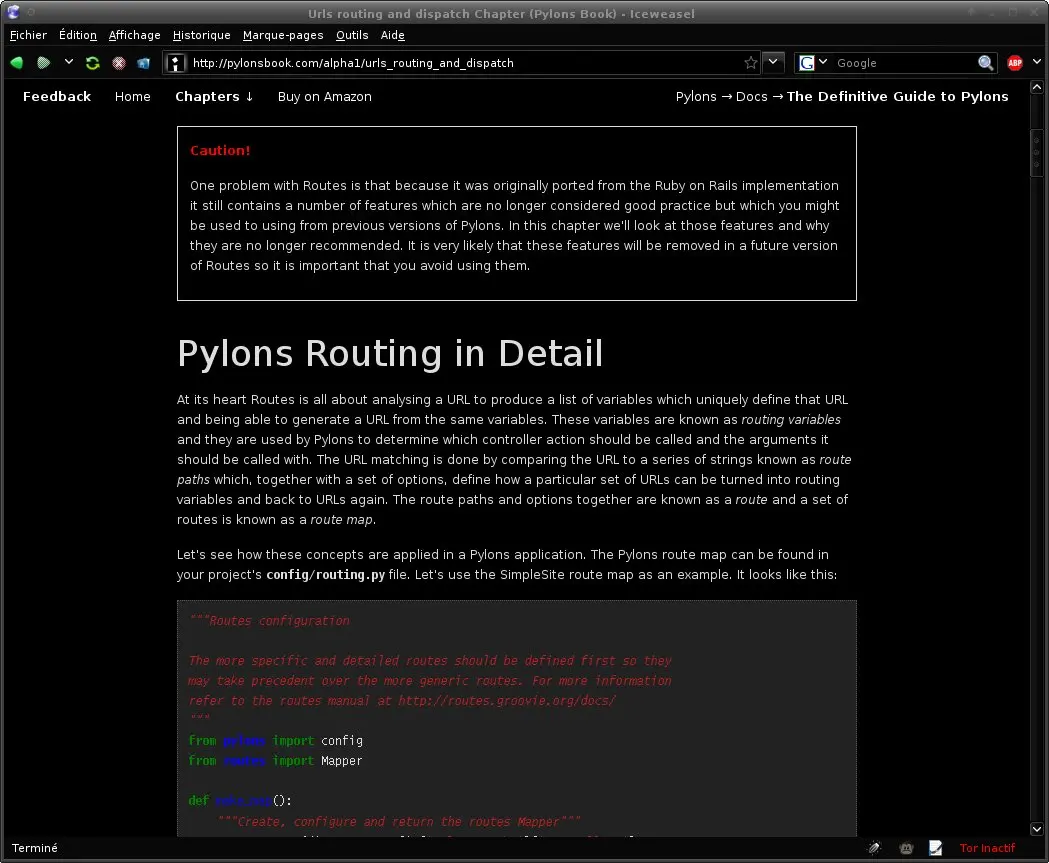 Urls routing and dispatch Chapter (Pylons Book) - Iceweasel
Fichier Édition Affichage Historique Marque-pages Outils Aide
http://pylonsbook.com/alpha1/urls_routing_and_dispatch Google ABP
Feedback Home Chapters ↓ Buy on Amazon Pylons → Docs → The Definitive Guide to Pylons
Caution!
One problem with Routes is that because it was originally ported from the Ruby on Rails implementation
it still contains a number of features which are no longer considered good practice but which you might
be used to using from previous versions of Pylons. In this chapter we'll look at those features and why
they are no longer recommended. It is very likely that these features will be removed in a future version
of Routes so it is important that you avoid using them.
Pylons Routing in Detail
At its heart Routes is all about analysing a URL to produce a list of variables which uniquely define that URL
and being able to generate a URL from the same variables. These variables are known as routing variables
and they are used by Pylons to determine which controller action should be called and the arguments it
should be called with. The URL matching is done by comparing the URL to a series of strings known as route
paths which, together with a set of options, define how a particular set of URLs can be turned into routing
variables and back to URLs again. The route paths and options together are known as a route and a set of
routes is known as a route map.
Let's see how these concepts are applied in a Pylons application. The Pylons route map can be found in
your project's config/routing.py file. Let's use the SimpleSite route map as an example. It looks like this:
"""Routes configuration
The more specific and detailed routes should be defined first so they
may take precedent over the more generic routes. For more information
refer to the routes manual at http://routes.groovie.org/docs/
"""
from pylons import config
from routes import Mapper
def make_map():
"""Create, configure and return the routes Mapper"""
Terminé Tor Inactif